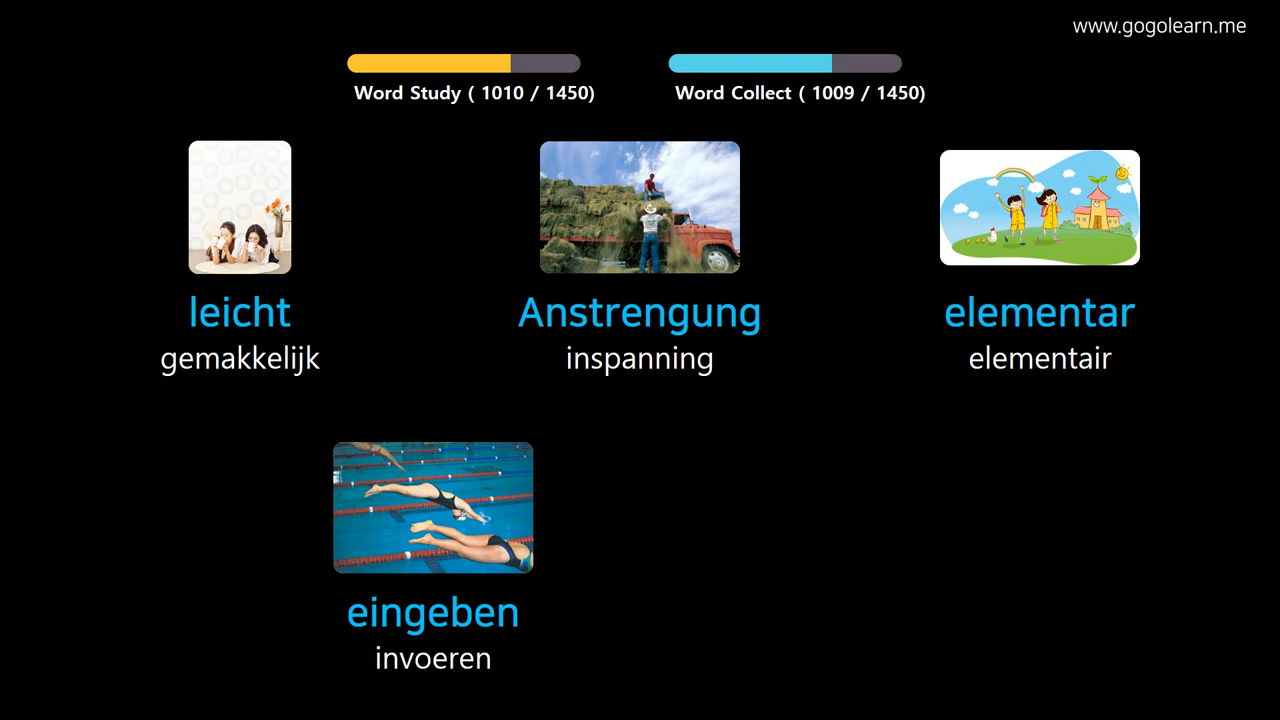 www.gogolearn.me
Word Study ( 1010 / 1450)
Word Collect ( 1009 / 1450)
leicht
gemakkelijk
Anstrengung
inspanning
elementar
elementair
eingeben
invoeren